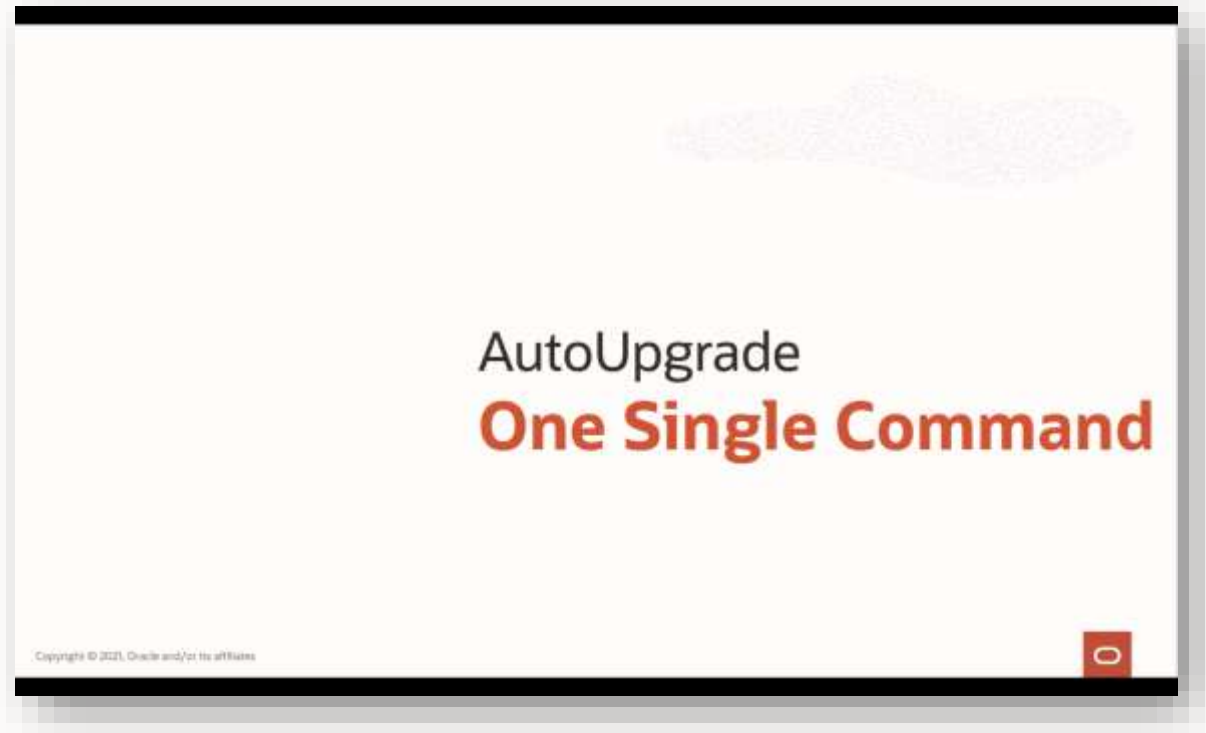 AutoUpgrade
One Single Command
Copyright © 2021, Oracle and/or its affiliates